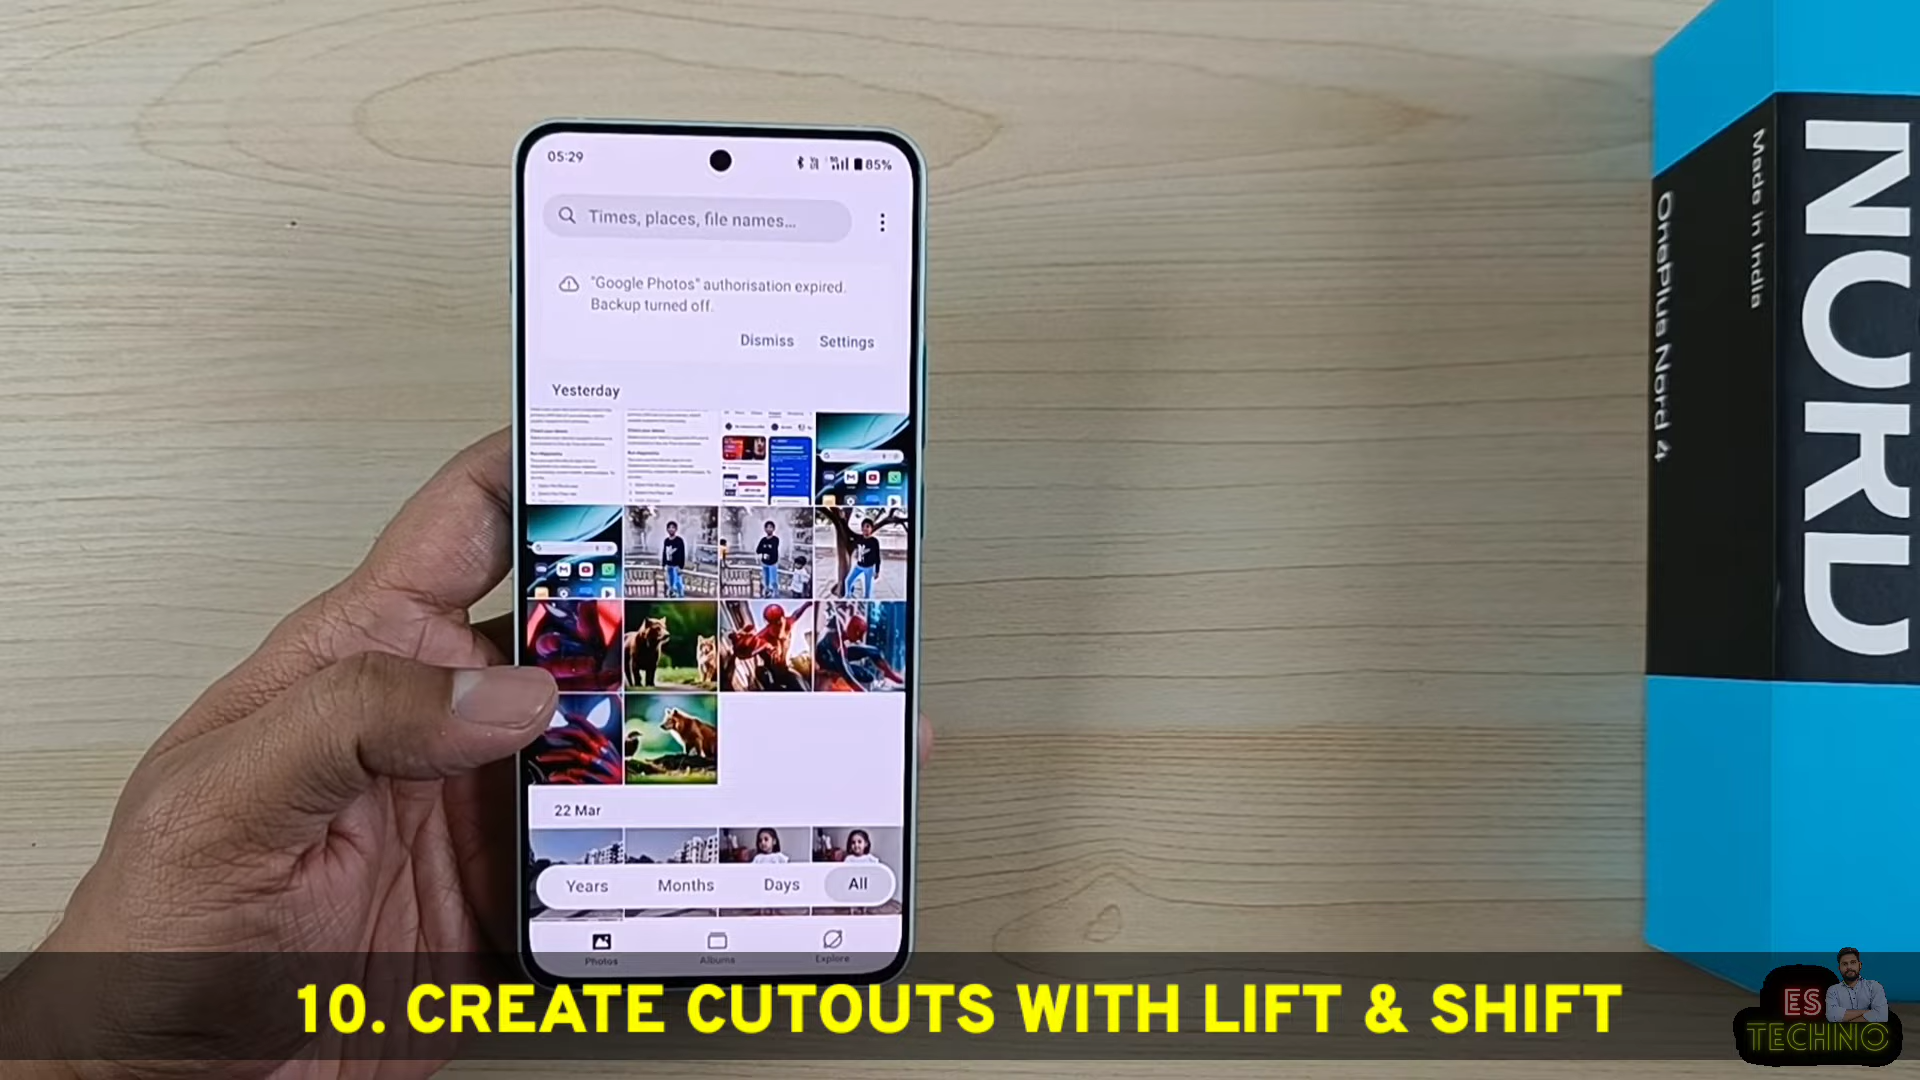 05:29
85%
Times, places, file names...
"Google Photos" authorisation expired.
Backup turned off.
Dismiss
Settings
Yesterday
22 Mar
Years
Months
Days
All
Photos
Albums
Explore
NORD
Made in India
OnePlus Nord 4
10. CREATE CUTOUTS WITH LIFT & SHIFT
ES
TECHNO